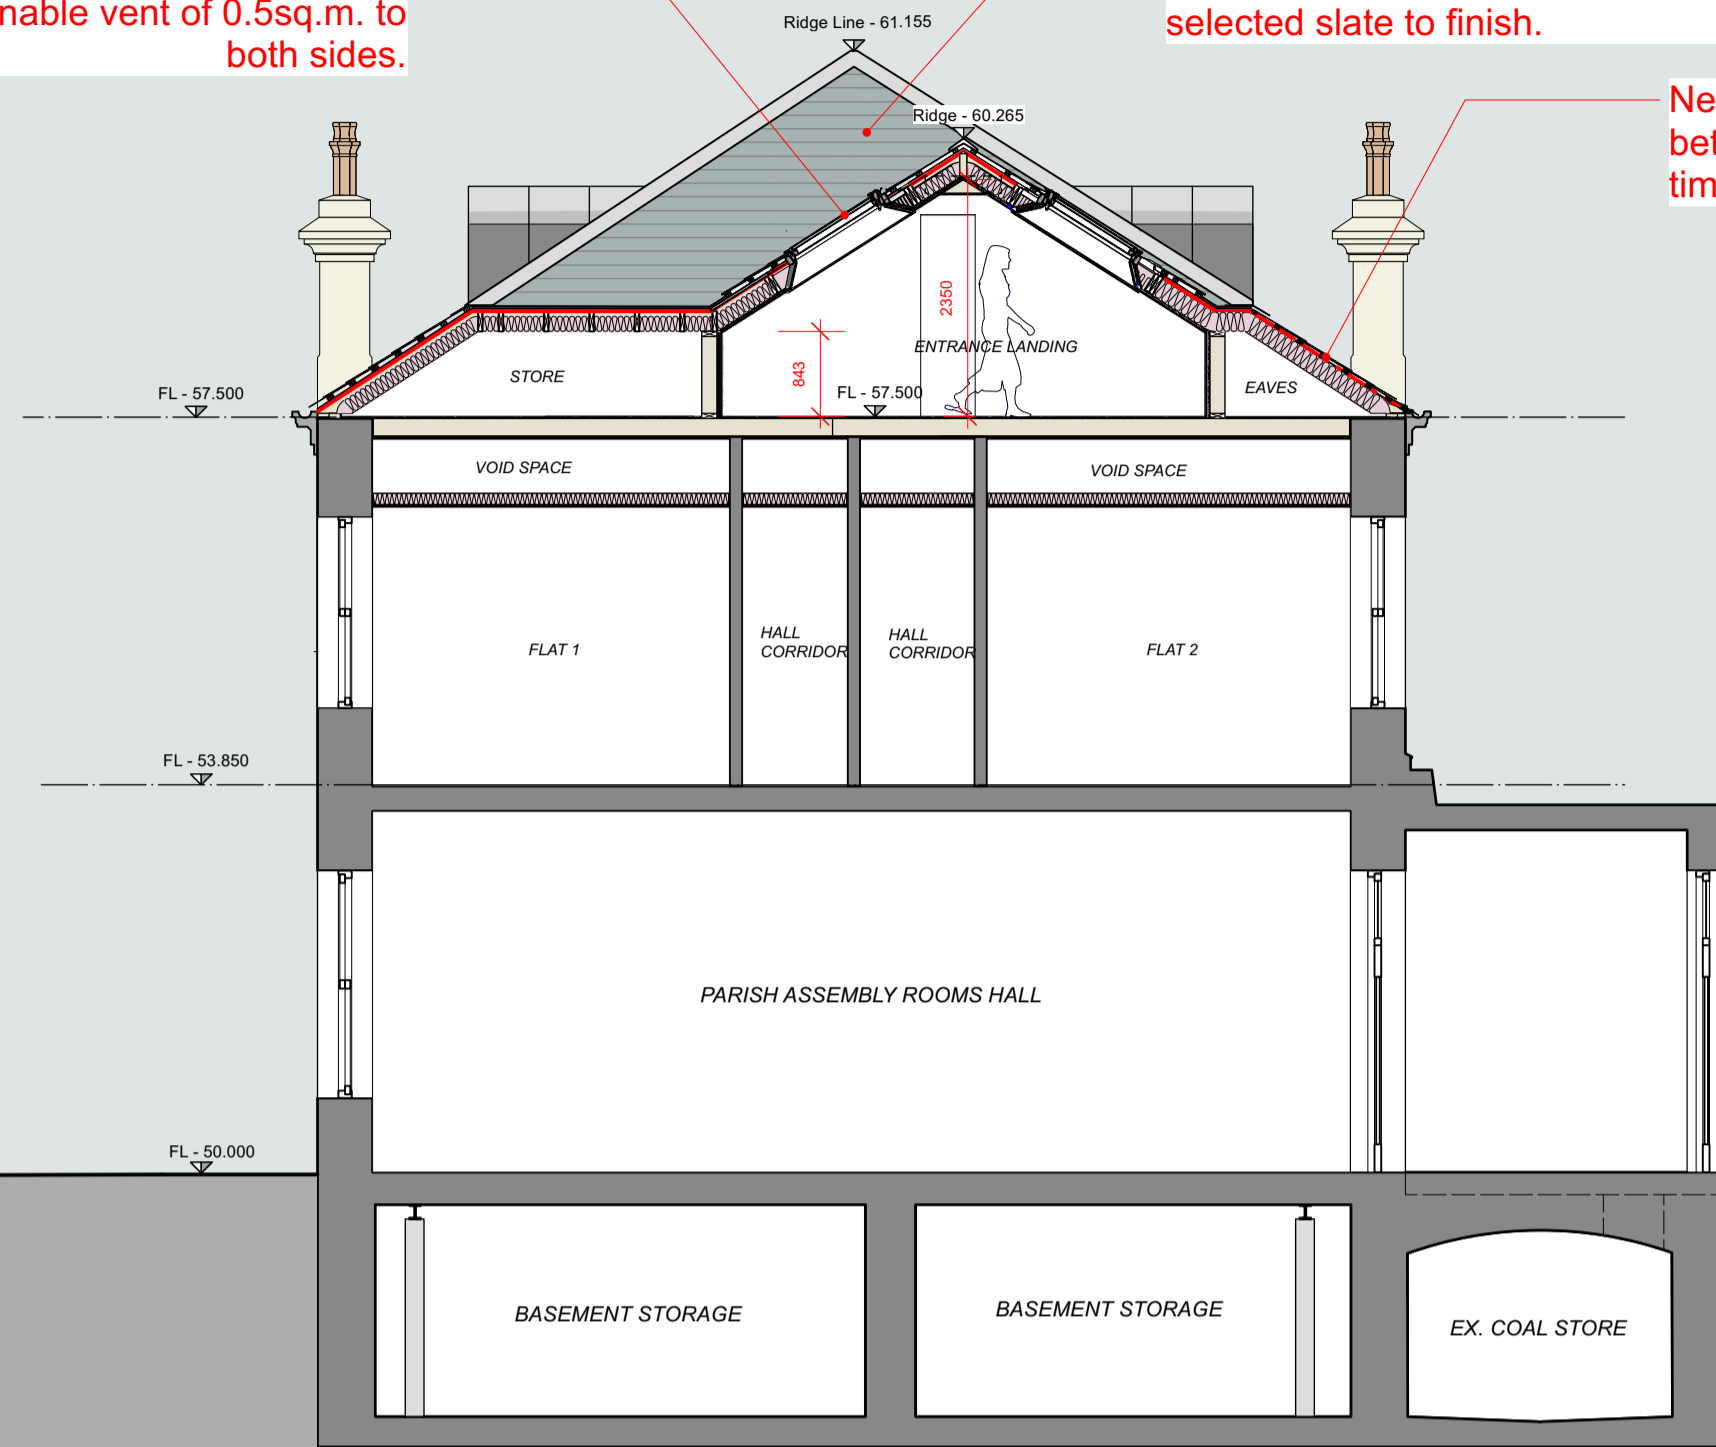 nable vent of 0.5sq.m. to
both sides.
selected slate to finish.
Ridge Line - 61.155
Ridge - 60.265
Ne
bet
tim
2350
ENTRANCE LANDING
STORE
843
FL - 57.500
FL - 57.500
EAVES
VOID SPACE
VOID SPACE
FLAT 1
HALL
CORRIDOR
HALL
CORRIDOR
FLAT 2
FL - 53.850
PARISH ASSEMBLY ROOMS HALL
FL - 50.000
BASEMENT STORAGE
BASEMENT STORAGE
EX. COAL STORE